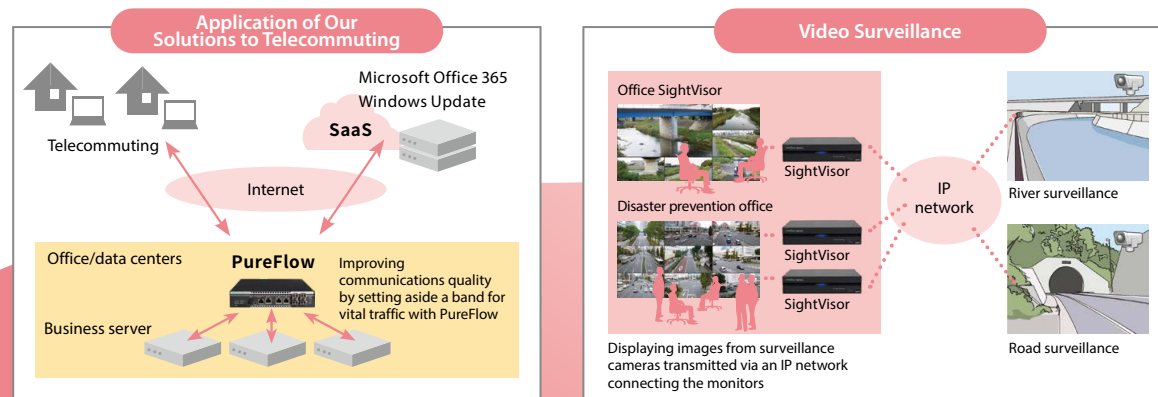 Application of Our
Solutions to Telecommuting
Microsoft Office 365
Windows Update
SaaS
Telecommuting
Internet
Office/data centers
PureFlow
Improving
communications quality
by setting aside a band for
vital traffic with PureFlow
Business server
Video Surveillance
Office SightVisor
SightVisor
Disaster prevention office
SightVisor
SightVisor
IP
network
River surveillance
Road surveillance
Displaying images from surveillance
cameras transmitted via an IP network
connecting the monitors